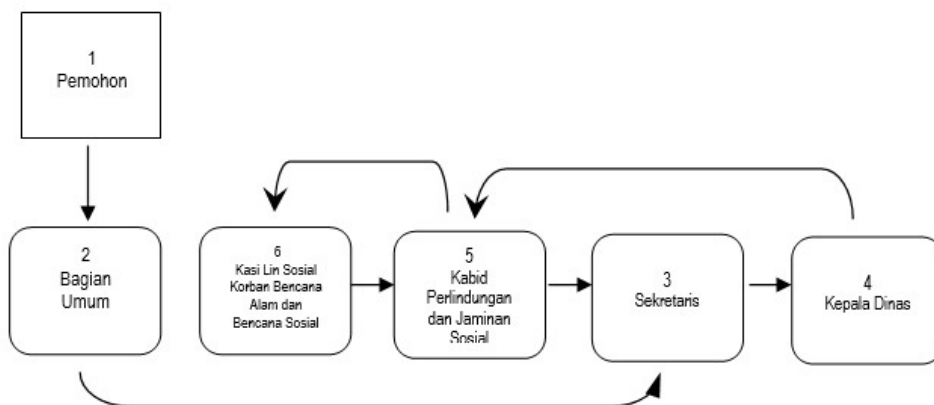 1
Pemohon
2
Bagian
Umum
6
Kasi Lin Sosial
Korban Bencana
Alam dan
Bencana Sosial
5
Kabid
Perlindungan
dan Jaminan
Sosial
3
Sekretaris
4
Kepala Dinas